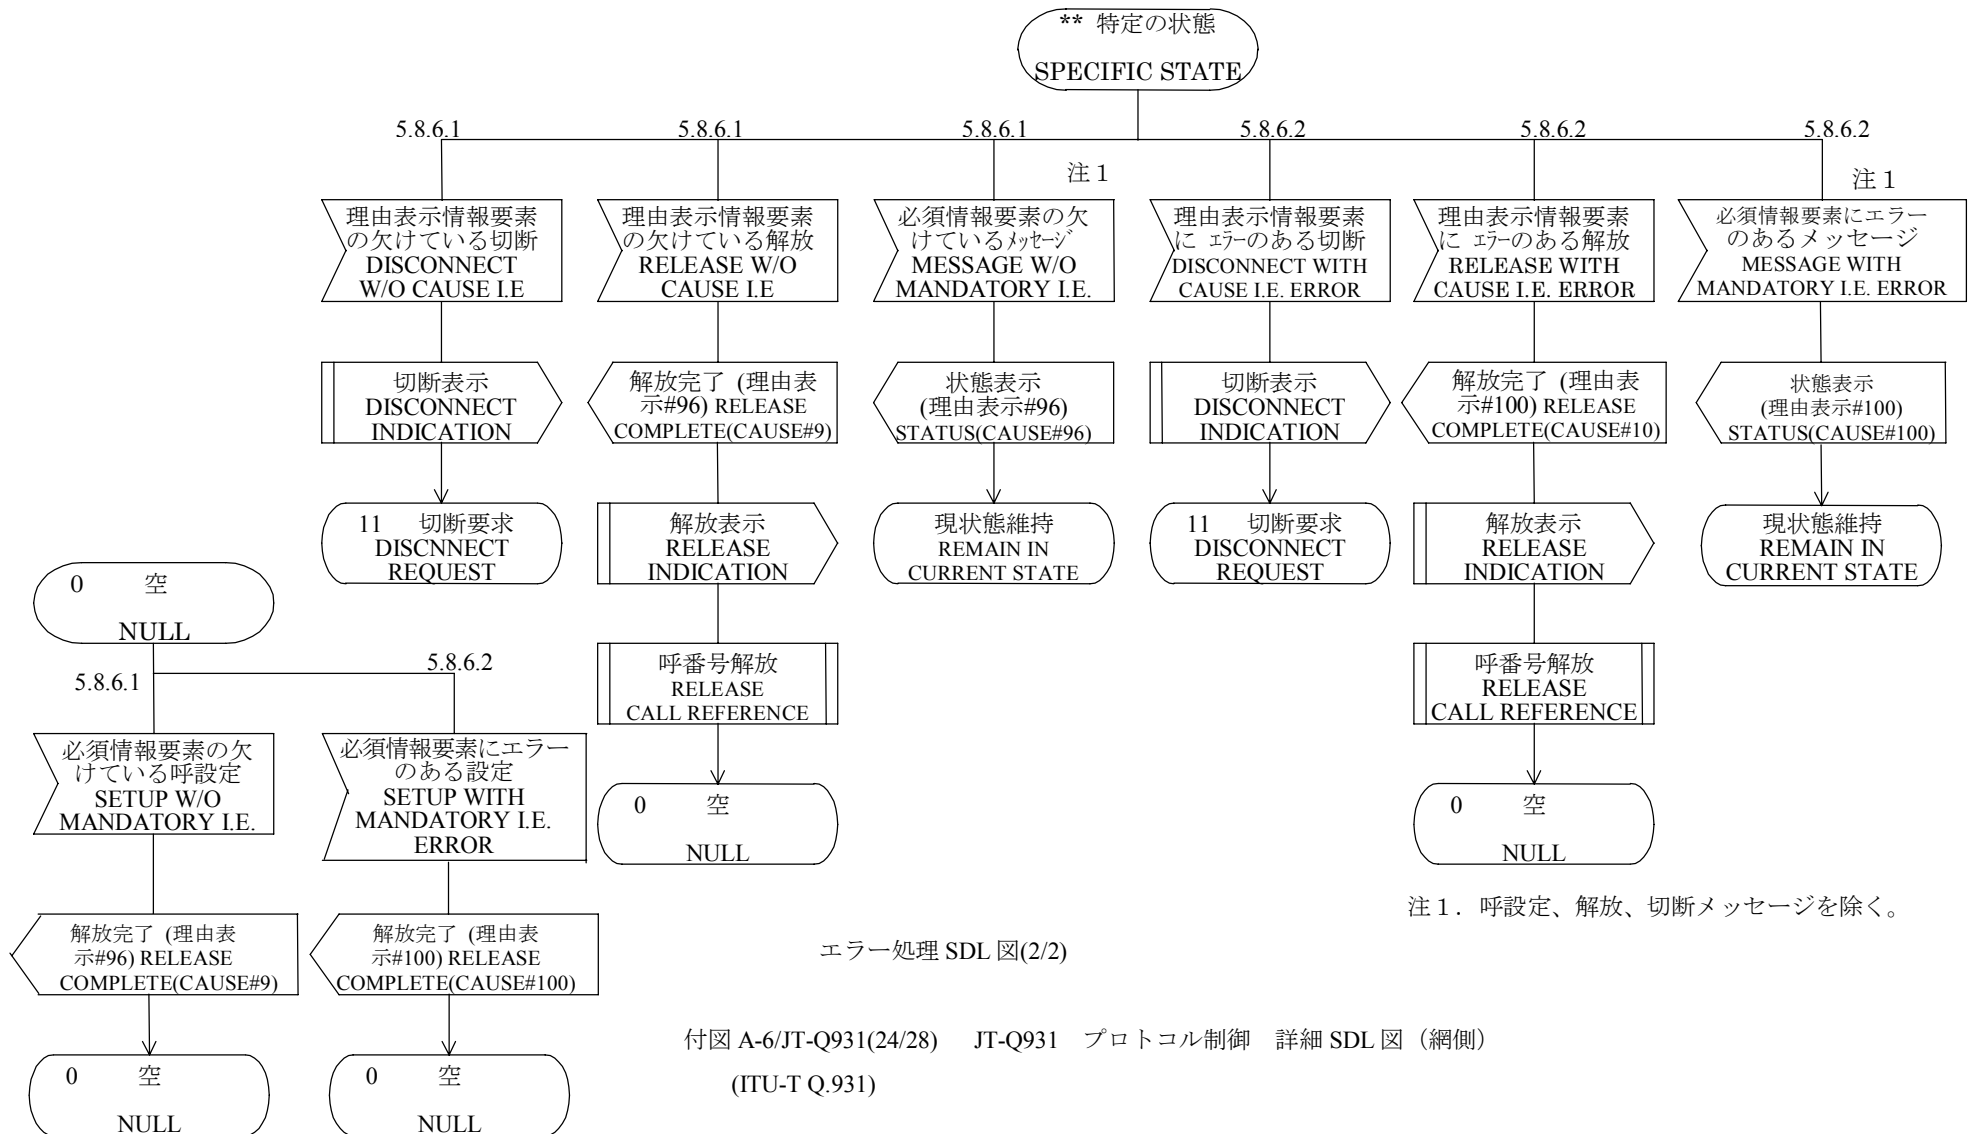 ** 特定の状態
SPECIFIC STATE
5.8.6.1
5.8.6.1
5.8.6.1
5.8.6.2
5.8.6.2
5.8.6.2
注１
注１
理由表示情報要素
の欠けている切断
DISCONNECT
W/O CAUSE I.E
理由表示情報要素
の欠けている解放
RELEASE W/O
CAUSE I.E
必須情報要素の欠
けているﾒｯｾｰｼﾞ
MESSAGE W/O
MANDATORY I.E.
理由表示情報要素
に ｴﾗｰのある切断
DISCONNECT WITH
CAUSE I.E. ERROR
理由表示情報要素
に ｴﾗｰのある解放
RELEASE WITH
CAUSE I.E. ERROR
必須情報要素にエラー
のあるメッセージ
MESSAGE WITH
MANDATORY I.E. ERROR
切断表示
DISCONNECT
INDICATION
解放完了 (理由表
示#96) RELEASE
COMPLETE(CAUSE#9)
状態表示
(理由表示#96)
STATUS(CAUSE#96)
切断表示
DISCONNECT
INDICATION
解放完了 (理由表
示#100) RELEASE
COMPLETE(CAUSE#10)
状態表示
(理由表示#100)
STATUS(CAUSE#100)
11 切断要求
DISCNNECT
REQUEST
解放表示
RELEASE
INDICATION
現状態維持
REMAIN IN
CURRENT STATE
11 切断要求
DISCONNECT
REQUEST
解放表示
RELEASE
INDICATION
現状態維持
REMAIN IN
CURRENT STATE
呼番号解放
RELEASE
CALL REFERENCE
呼番号解放
RELEASE
CALL REFERENCE
0 空
NULL
0 空
NULL
0 空
NULL
5.8.6.1
5.8.6.2
必須情報要素の欠
けている呼設定
SETUP W/O
MANDATORY I.E.
必須情報要素にエラー
のある設定
SETUP WITH
MANDATORY I.E.
ERROR
解放完了 (理由表
示#96) RELEASE
COMPLETE(CAUSE#9)
解放完了 (理由表
示#100) RELEASE
COMPLETE(CAUSE#100)
0 空
NULL
0 空
NULL
注１．呼設定、解放、切断メッセージを除く。
エラー処理 SDL 図(2/2)
付図 A-6/JT-Q931(24/28) JT-Q931 プロトコル制御 詳細 SDL 図（網側）
(ITU-T Q.931)